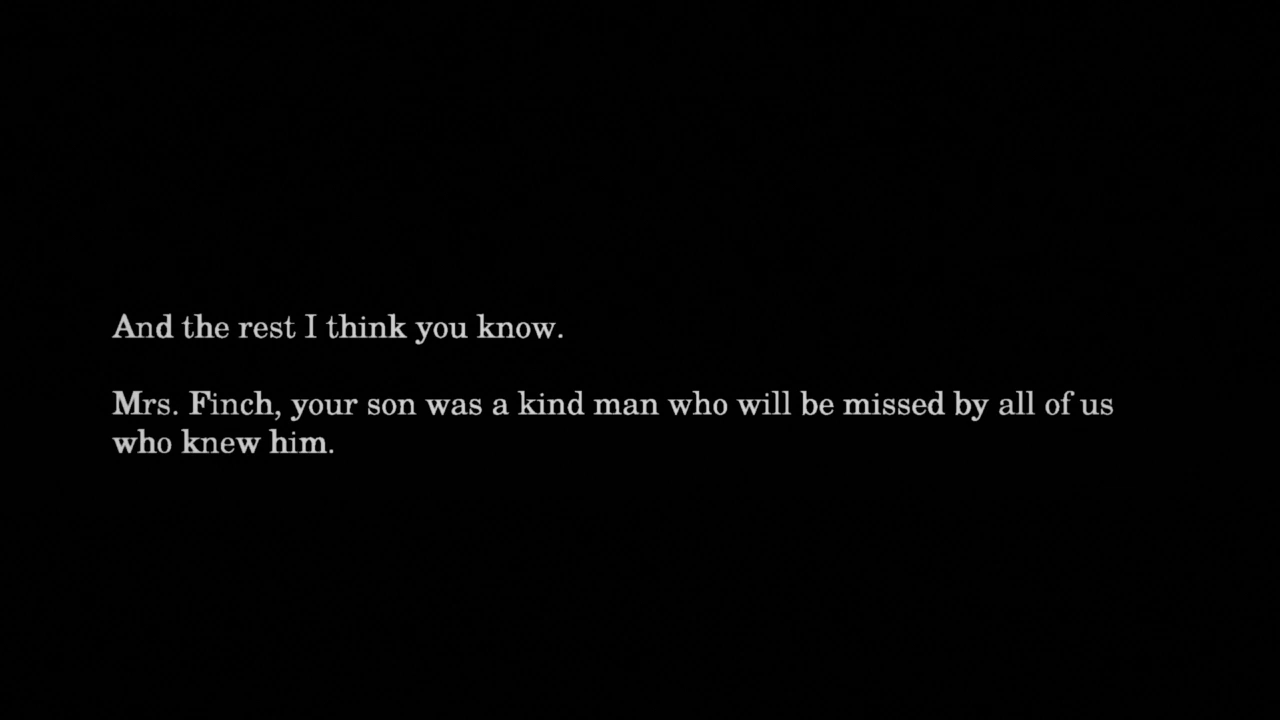 And the rest I think you know.
Mrs. Finch, your son was a kind man who will be missed by all of us
who knew him.